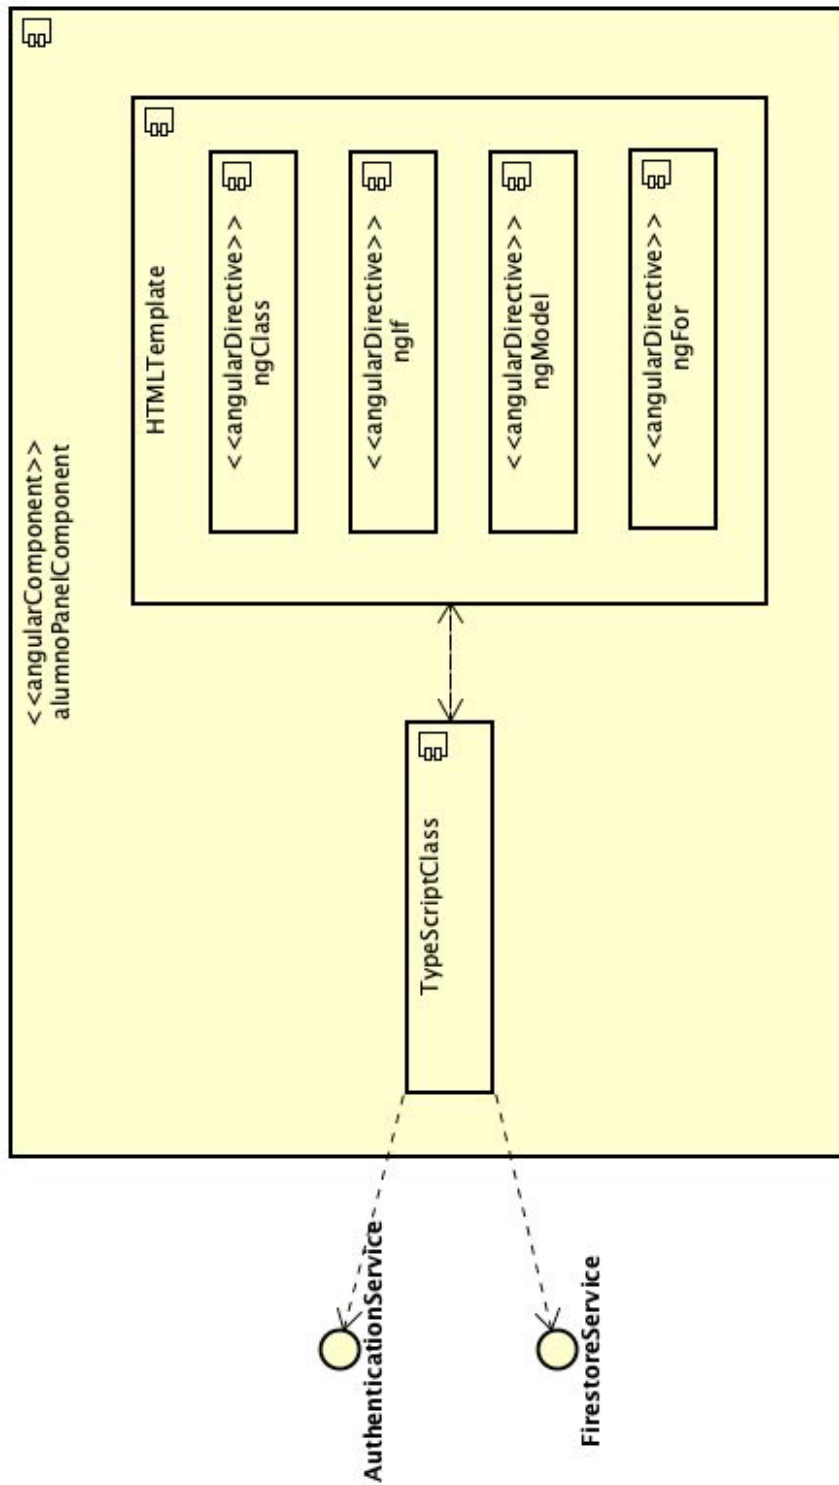 < <angularComponent>>
alumnoPanelComponent
HTMLTemplate
< <angularDirective> >
ngClass
< <angularDirective> >
ngIf
< <angularDirective> >
ngModel
< <angularDirective> >
ngFor
TypeScriptClass
AuthenticationService
FirestoreService